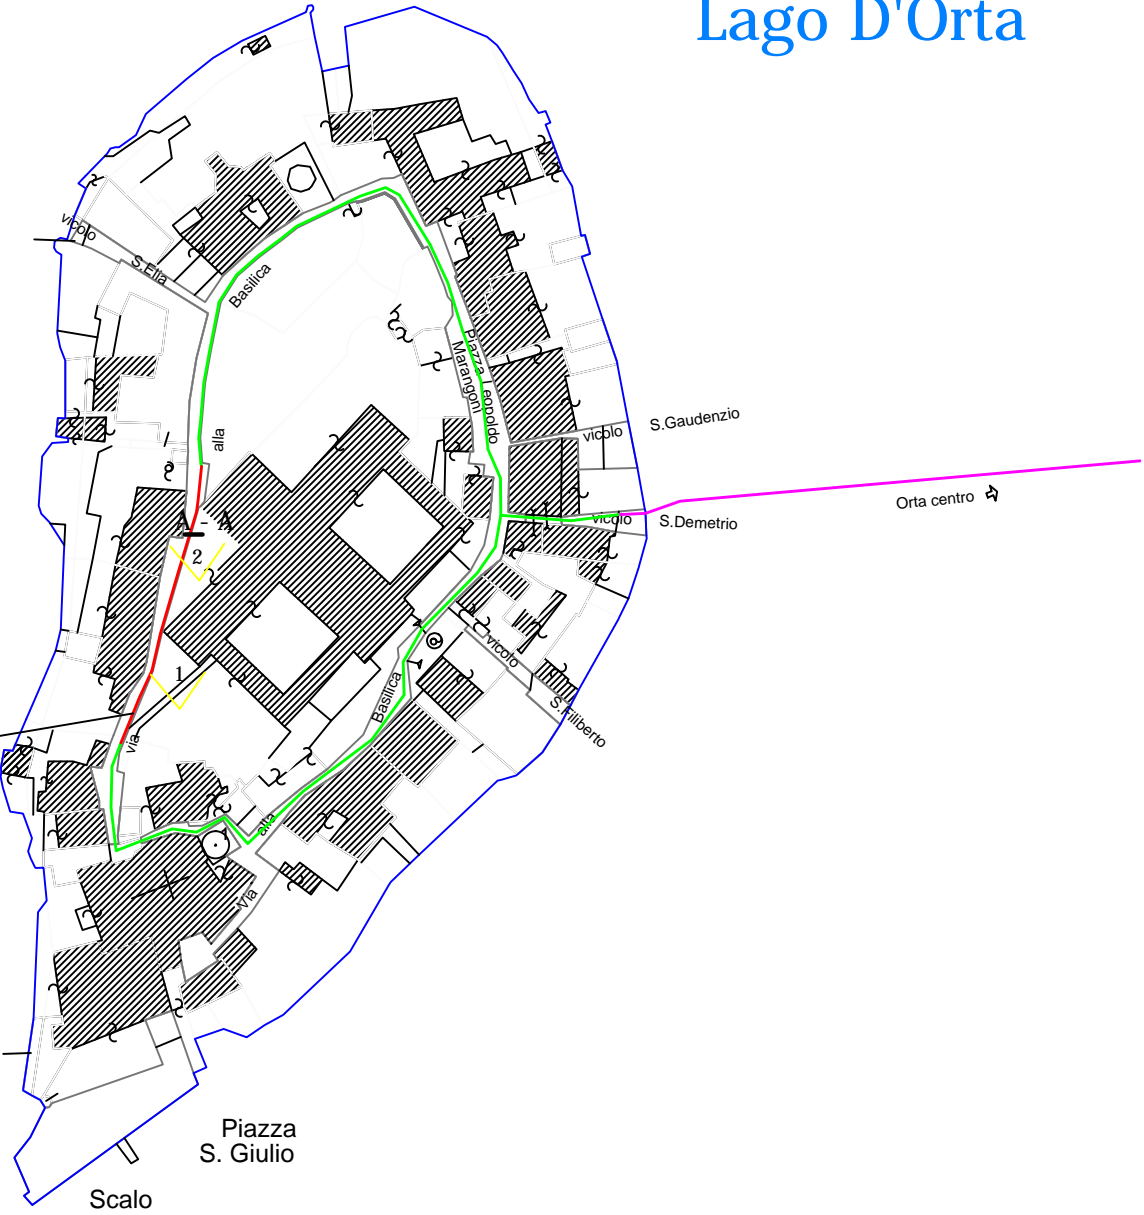 Lago D'Orta
vicolo
S.Elia
Basilica
Piazza Leopoldo
Marangoni
alla
vicolo
S.Gaudenzio
Orta centro
A - A
vicolo
S.Demetrio
2
1
vicolo
Basilica
S.Filiberto
via
alla
Via
Piazza
S. Giulio
Scalo